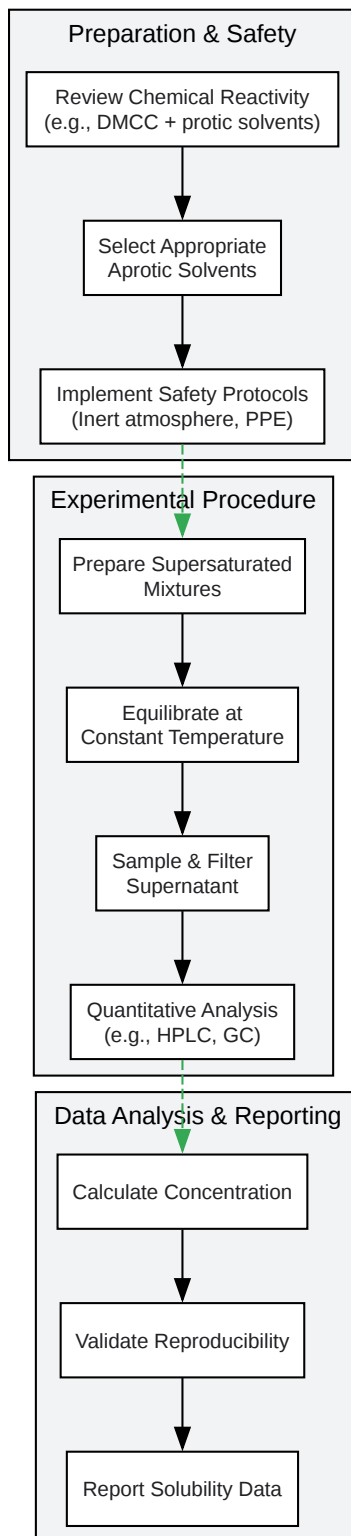 Preparation & Safety
Review Chemical Reactivity
(e.g., DMCC + protic solvents)
Select Appropriate
Aprotic Solvents
Implement Safety Protocols
(Inert atmosphere, PPE)
Experimental Procedure
Prepare Supersaturated
Mixtures
Equilibrate at
Constant Temperature
Sample & Filter
Supernatant
Quantitative Analysis
(e.g., HPLC, GC)
Data Analysis & Reporting
Calculate Concentration
Validate Reproducibility
Report Solubility Data